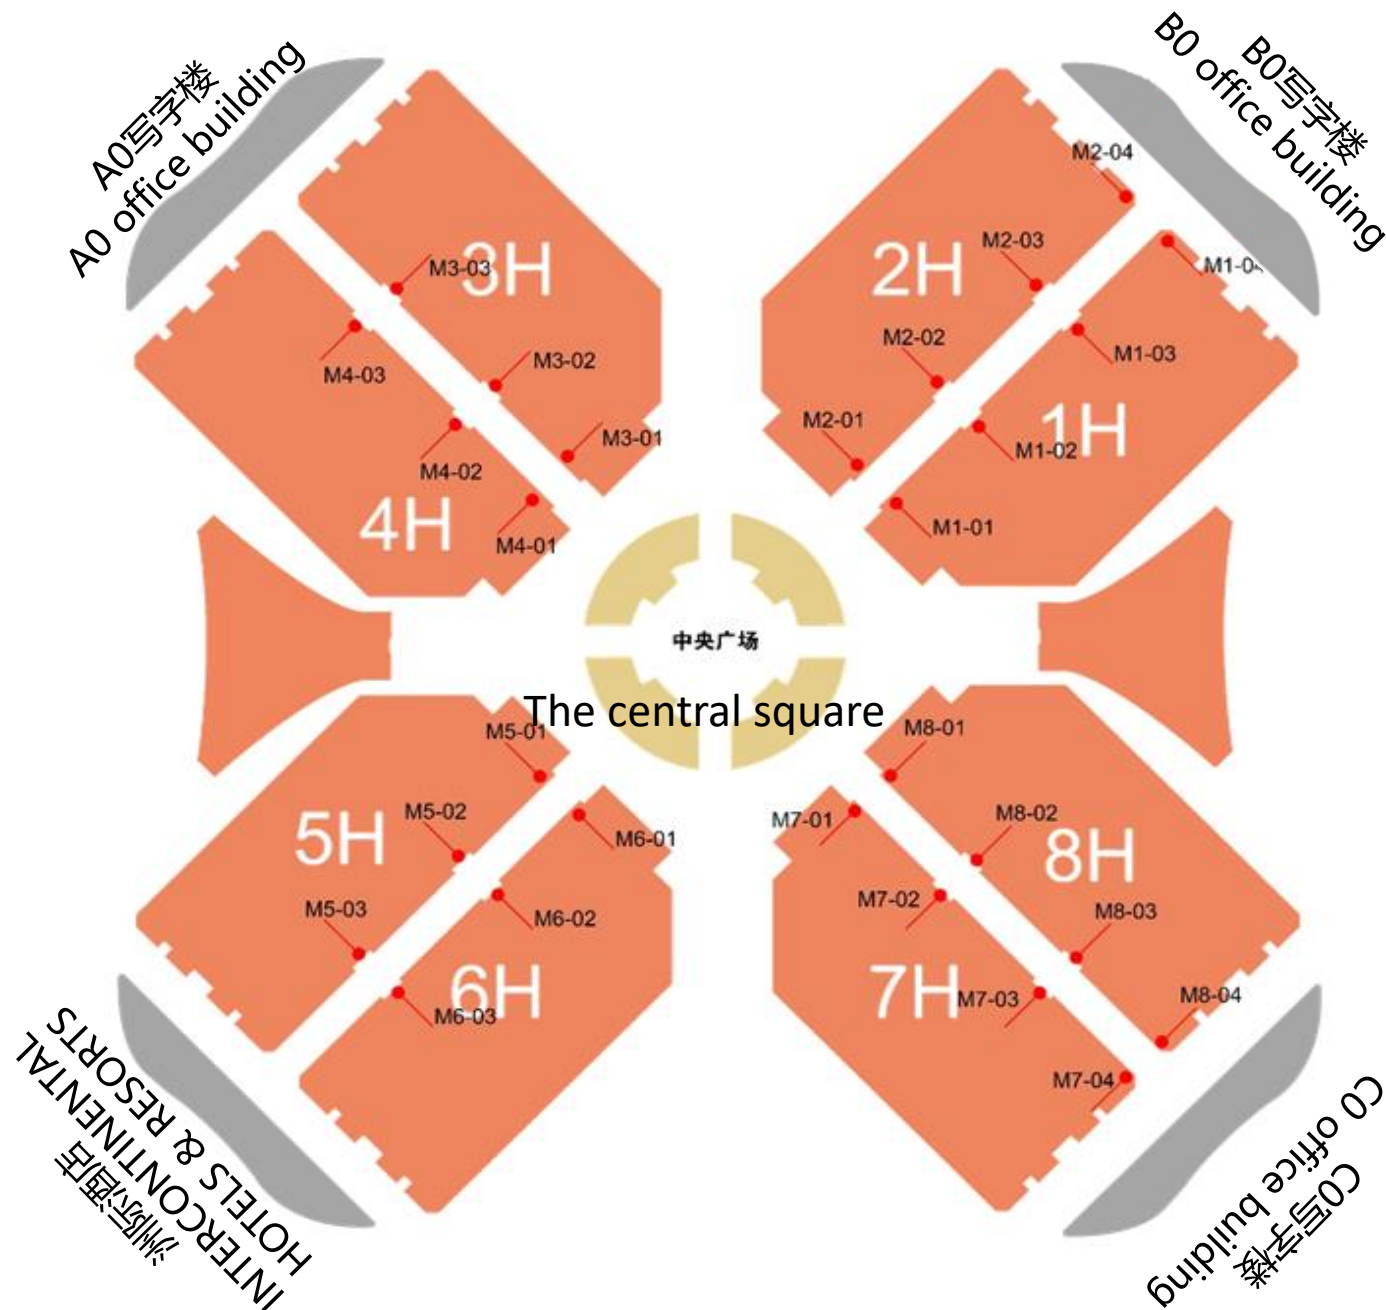 A0写字楼
A0 office building
B0写字楼
B0 office building
3H
M3-03
M3-02
M3-01
4H
M4-03
M4-02
M4-01
2H
M2-04
M2-03
M2-02
M2-01
1H
M1-04
M1-03
M1-02
M1-01
中央广场
The central square
5H
M5-01
M5-02
M5-03
6H
M6-01
M6-02
M6-03
7H
M7-01
M7-02
M7-03
M7-04
8H
M8-01
M8-02
M8-03
M8-04
洲际酒店
INTERCONTINENTAL
HOTELS & RESORTS
C0写字楼
C0 office building